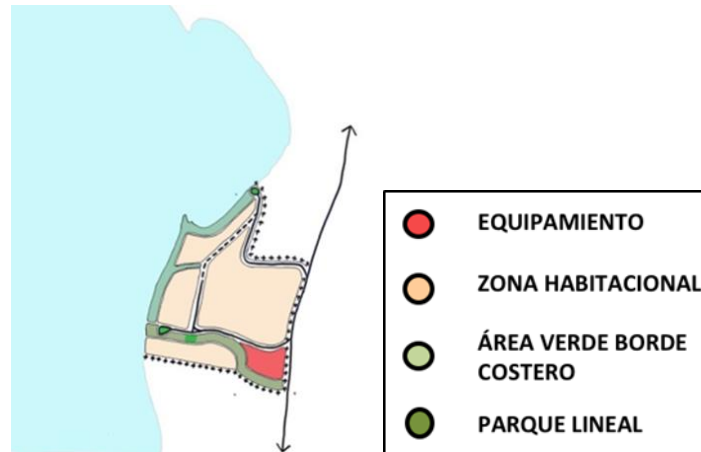 EQUIPAMIENTO
ZONA HABITACIONAL
ÁREA VERDE BORDE
COSTERO
PARQUE LINEAL